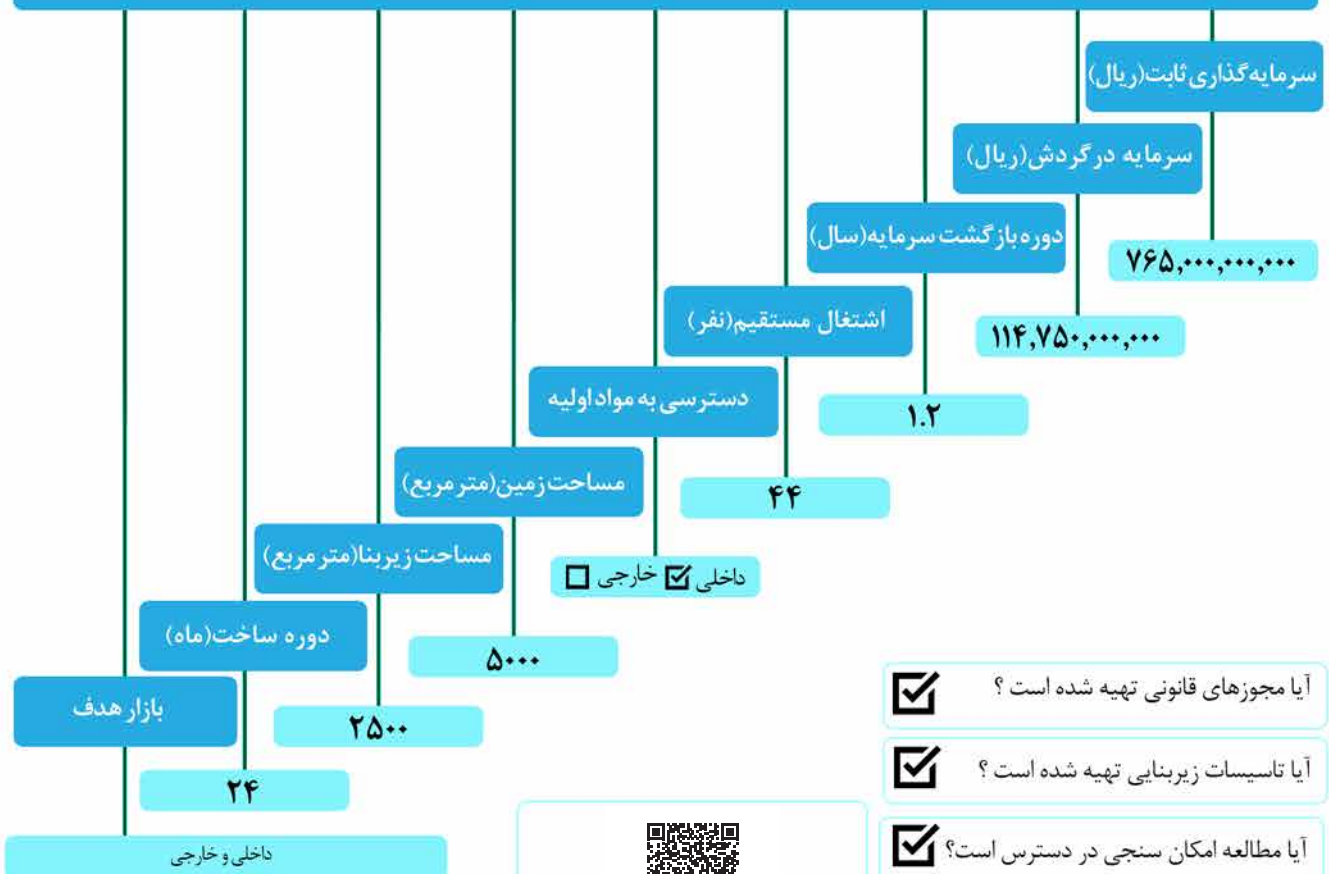 سرمایه‌گذاری ثابت(ریال)
۷۶۵,۰۰۰,۰۰۰,۰۰۰
سرمایه در گردش(ریال)
۱۱۴,۷۵۰,۰۰۰,۰۰۰
دوره بازگشت سرمایه(سال)
۱.۲
اشتغال مستقیم(نفر)
۴۴
دسترسی به مواد اولیه
داخلی ☑ خارجی ☐
مساحت زمین(متر مربع)
۵۰۰۰
مساحت زیربنا(متر مربع)
۲۵۰۰
دوره ساخت(ماه)
۲۴
بازار هدف
داخلی و خارجی
آیا مجوزهای قانونی تهیه شده است ؟ ☑
آیا تاسیسات زیربنایی تهیه شده است ؟ ☑
آیا مطالعه امکان سنجی در دسترس است؟ ☑